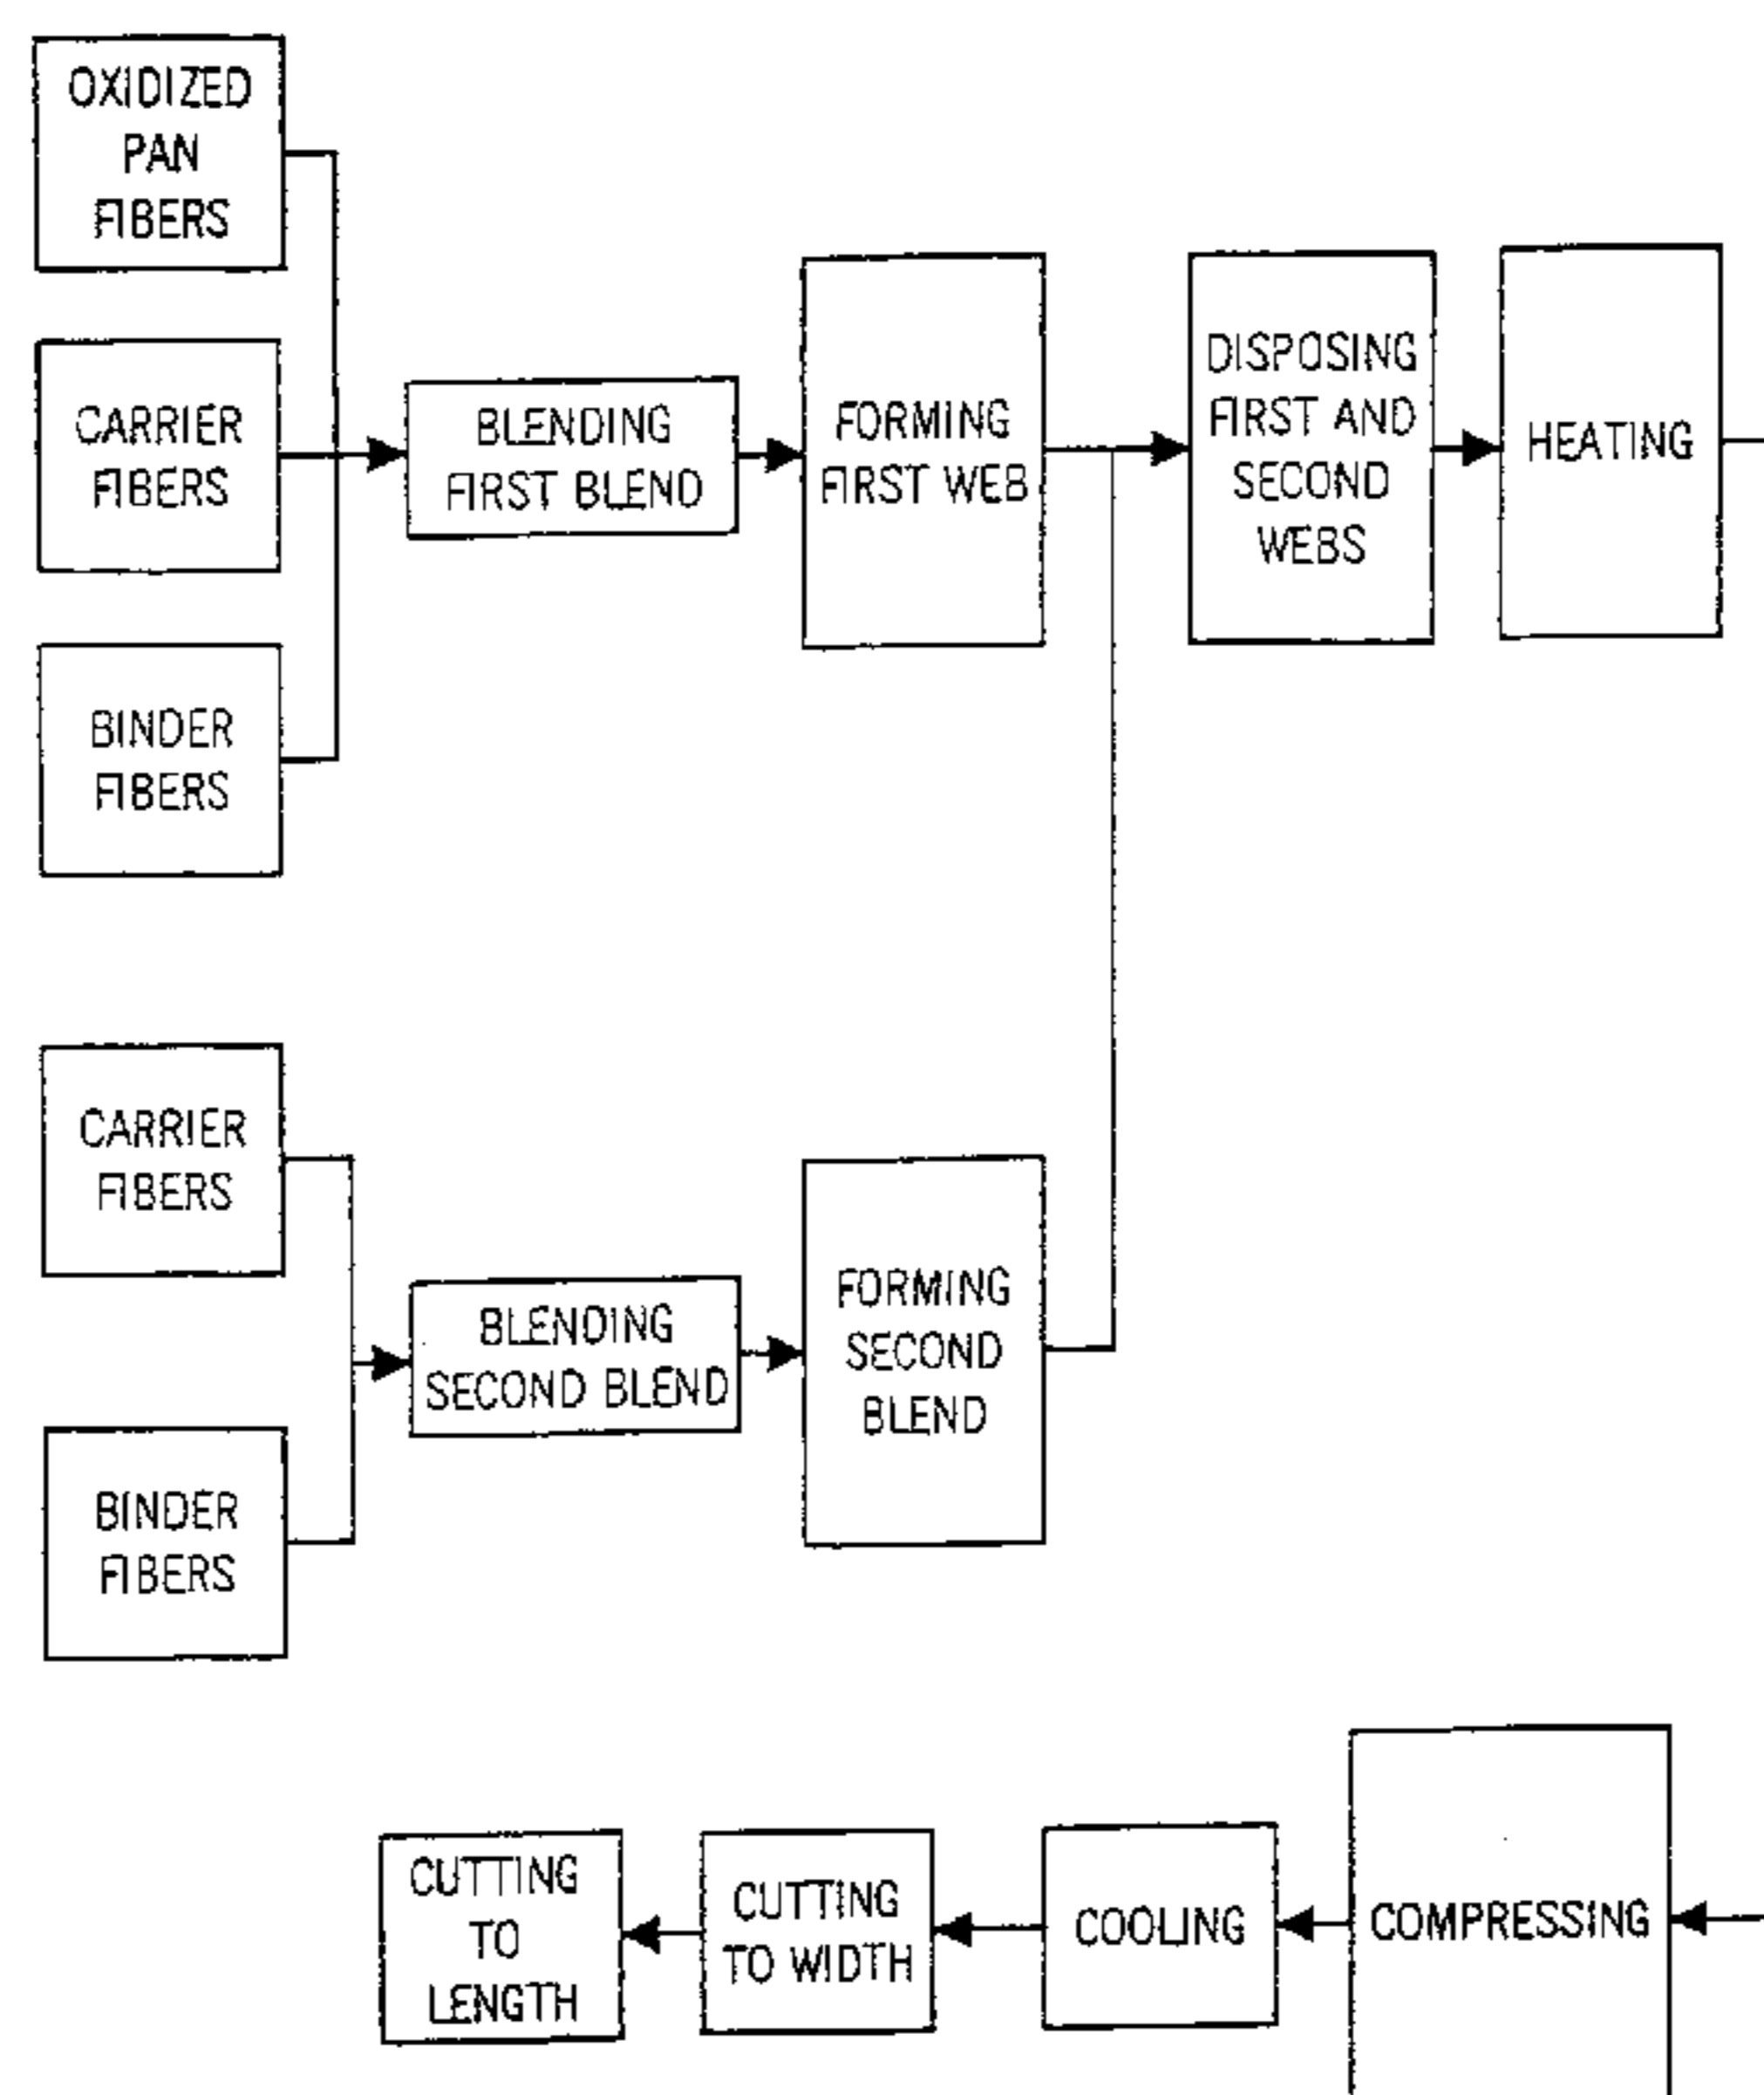 OXIDIZED
PAN
FIBERS
CARRIER
FIBERS
BINDER
FIBERS
BLENDING
FIRST BLEND
FORMING
FIRST WEB
DISPOSING
FIRST AND
SECOND
WEBS
HEATING
CARRIER
FIBERS
BINDER
FIBERS
BLENDING
SECOND BLEND
FORMING
SECOND
BLEND
COMPRESSING
COOLING
CUTTING
TO WIDTH
CUTTING
TO
LENGTH